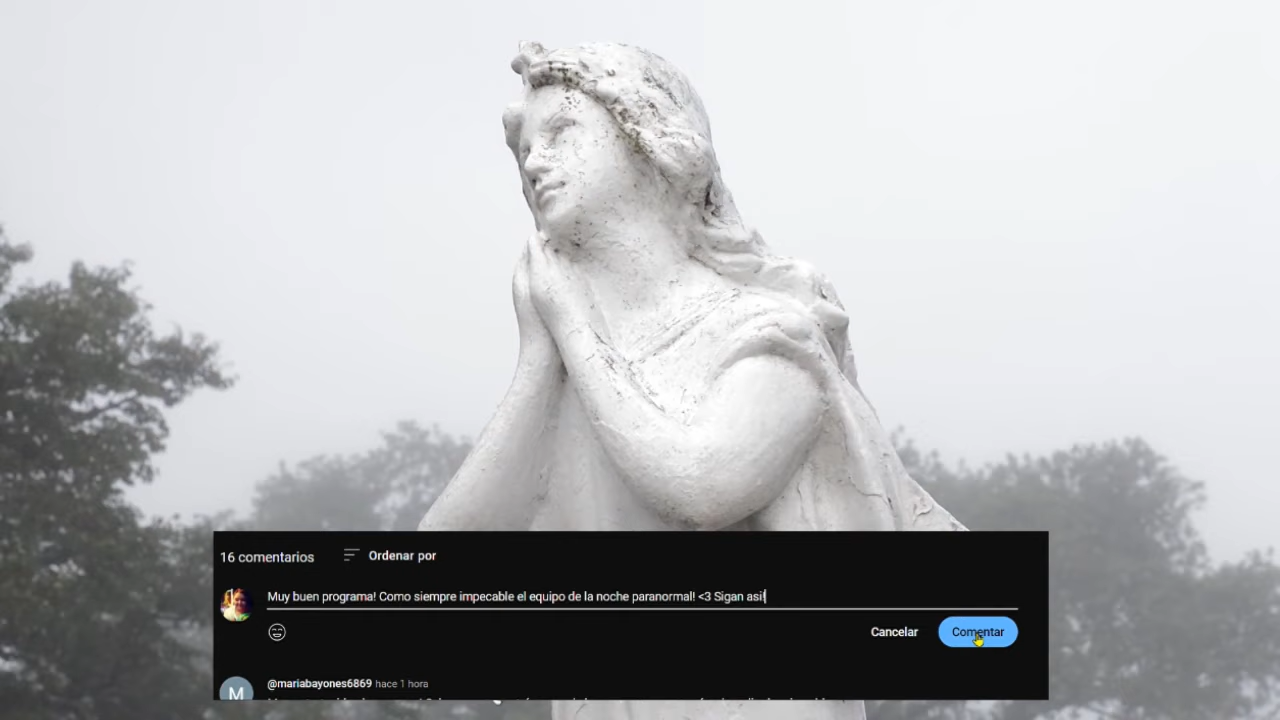 16 comentarios
Ordenar por
Muy buen programa! Como siempre impecable el equipo de la noche paranormal! <3 Sigan asi!
Cancelar
Comentar
M
@mariabayones6869 hace 1 hora